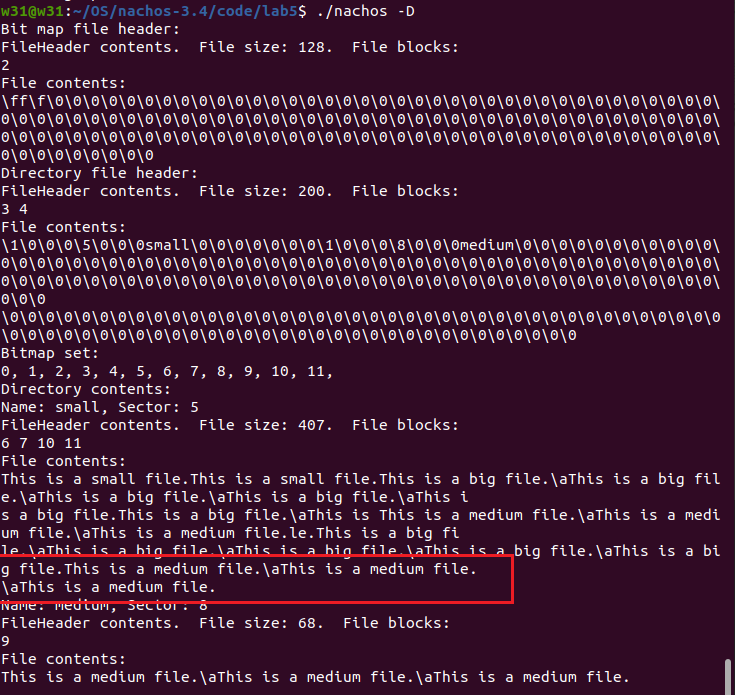 w31@w31:~/OS/nachos-3.4/code/lab5$ ./nachos -D
Bit map file header:
FileHeader contents.  File size: 128.  File blocks:
2
File contents:
\ff\f\0\0\0\0\0\0\0\0\0\0\0\0\0\0\0\0\0\0\0\0\0\0\0\0\0\0\0\0\0\0\0\0\0\0\0\0\0\
0\0\0\0\0\0\0\0\0\0\0\0\0\0\0\0\0\0\0\0\0\0\0\0\0\0\0\0\0\0\0\0\0\0\0\0\0\0\0\0\
0\0\0\0\0\0\0\0\0\0\0\0\0\0\0\0\0\0\0\0\0\0\0\0\0\0\0\0\0\0\0\0\0\0\0\0\0\0\0\0\
0\0\0\0\0\0\0\0\0
Directory file header:
FileHeader contents.  File size: 200.  File blocks:
3 4
File contents:
\1\0\0\0\5\0\0\0small\0\0\0\0\0\0\0\1\0\0\0\8\0\0\0medium\0\0\0\0\0\0\0\0\0\0\0\
0\0\0\0\0\0\0\0\0\0\0\0\0\0\0\0\0\0\0\0\0\0\0\0\0\0\0\0\0\0\0\0\0\0\0\0\0\0\0\0\
0\0\0\0\0\0\0\0\0\0\0\0\0\0\0\0\0\0\0\0\0\0\0\0\0\0\0\0\0\0\0\0\0\0\0\0\0\0\0\0\
0\0\0
\0\0\0\0\0\0\0\0\0\0\0\0\0\0\0\0\0\0\0\0\0\0\0\0\0\0\0\0\0\0\0\0\0\0\0\0\0\0\0\0
\0\0\0\0\0\0\0\0\0\0\0\0\0\0\0\0\0\0\0\0\0\0\0\0\0\0\0\0\0\0\0\0
Bitmap set:
0, 1, 2, 3, 4, 5, 6, 7, 8, 9, 10, 11,
Directory contents:
Name: small, Sector: 5
FileHeader contents.  File size: 407.  File blocks:
6 7 10 11
File contents:
This is a small file.This is a small file.This is a big file.\aThis is a big fil
e.\aThis is a big file.\aThis is a big file.\aThis i
s a big file.This is a big file.\aThis is This is a medium file.\aThis is a medi
um file.\aThis is a medium file.le.This is a big fi
le.\aThis is a big file.\aThis is a big file.\aThis is a big file.\aThis is a bi
g file.This is a medium file.\aThis is a medium file.
\aThis is a medium file.
Name: medium, Sector: 8
FileHeader contents.  File size: 68.  File blocks:
9
File contents:
This is a medium file.\aThis is a medium file.\aThis is a medium file.